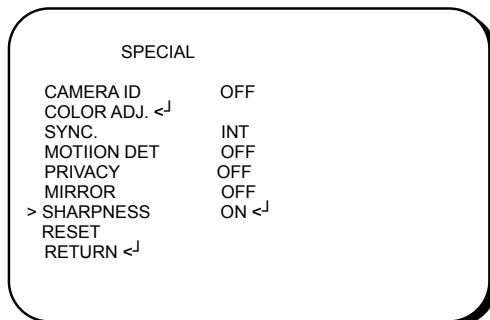 SPECIAL
CAMERA ID OFF
COLOR ADJ. <┘
SYNC. INT
MOTIION DET OFF
PRIVACY OFF
MIRROR OFF
> SHARPNESS ON <┘
RESET
RETURN <┘